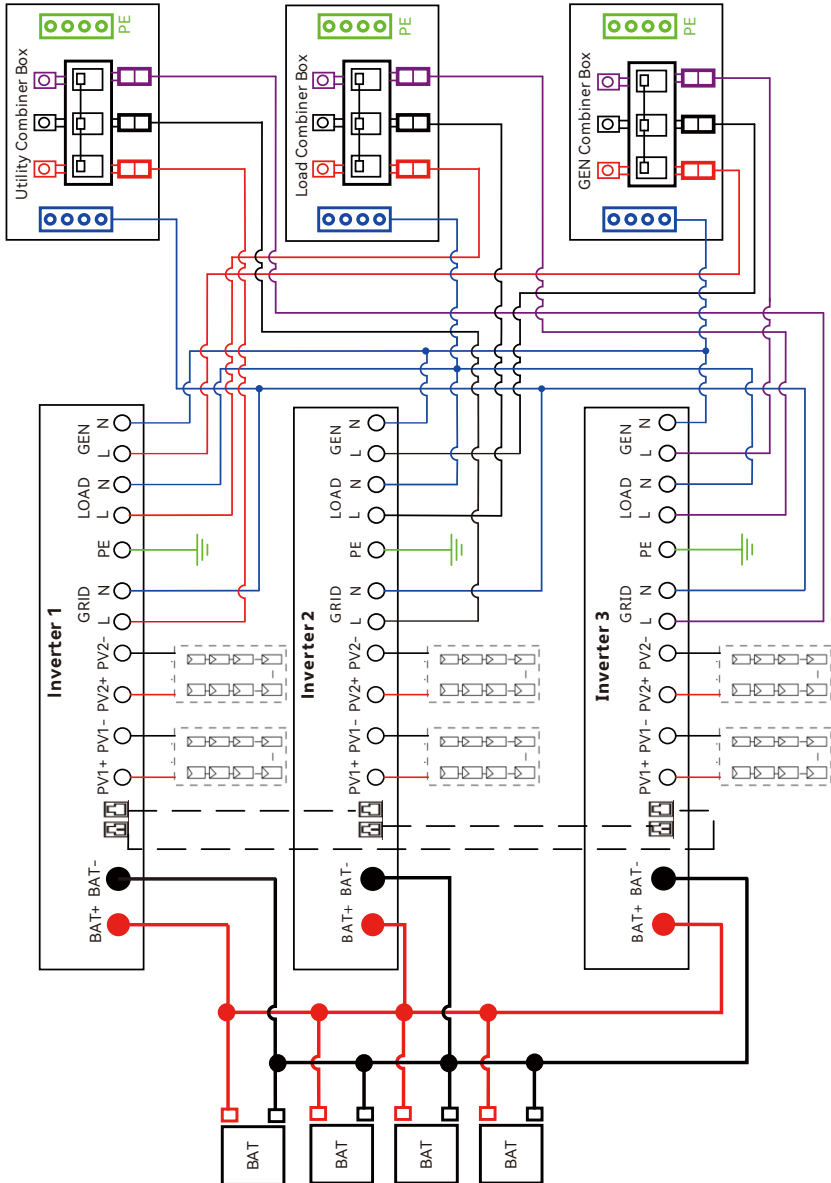 Utility Combiner Box
PE
Load Combiner Box
PE
GEN Combiner Box
PE
Inverter 1
GEN
N
L
LOAD
N
L
PE
GRID
N
L
PV2-
PV2+
PV1-
PV1+
BAT-
BAT+
Inverter 2
GEN
N
L
LOAD
N
L
PE
GRID
N
L
PV2-
PV2+
PV1-
PV1+
BAT-
BAT+
Inverter 3
GEN
N
L
LOAD
N
L
PE
GRID
N
L
PV2-
PV2+
PV1-
PV1+
BAT-
BAT+
BAT
BAT
BAT
BAT